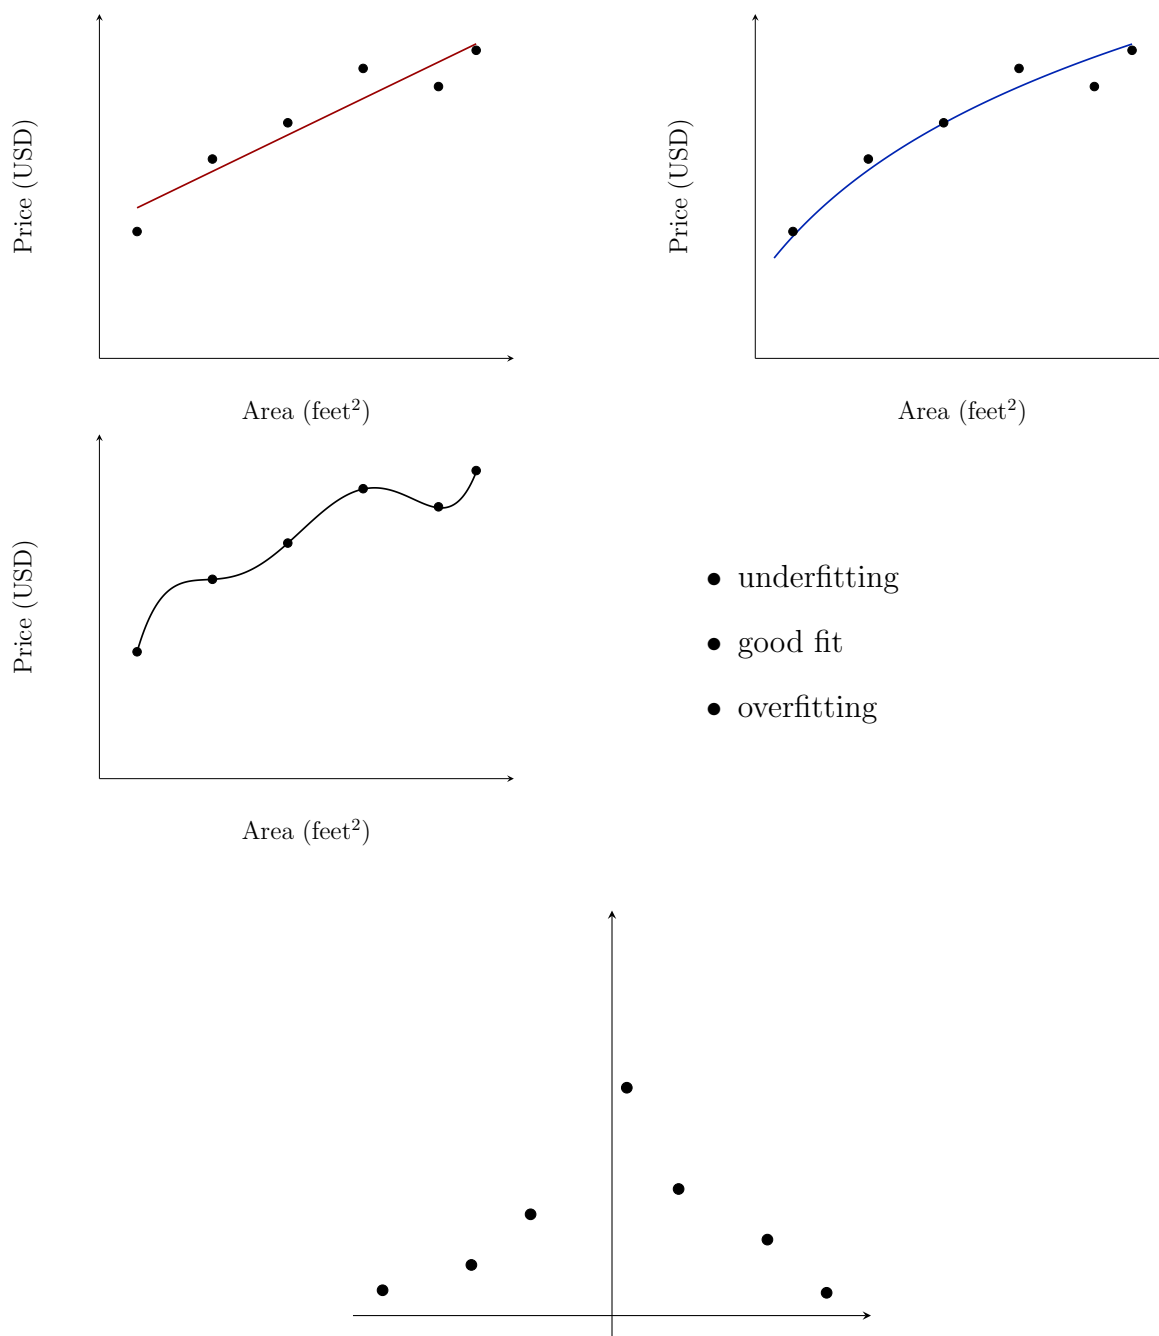 Price (USD)
Area (feet²)
Price (USD)
Area (feet²)
Price (USD)
Area (feet²)
• underfitting
• good fit
• overfitting